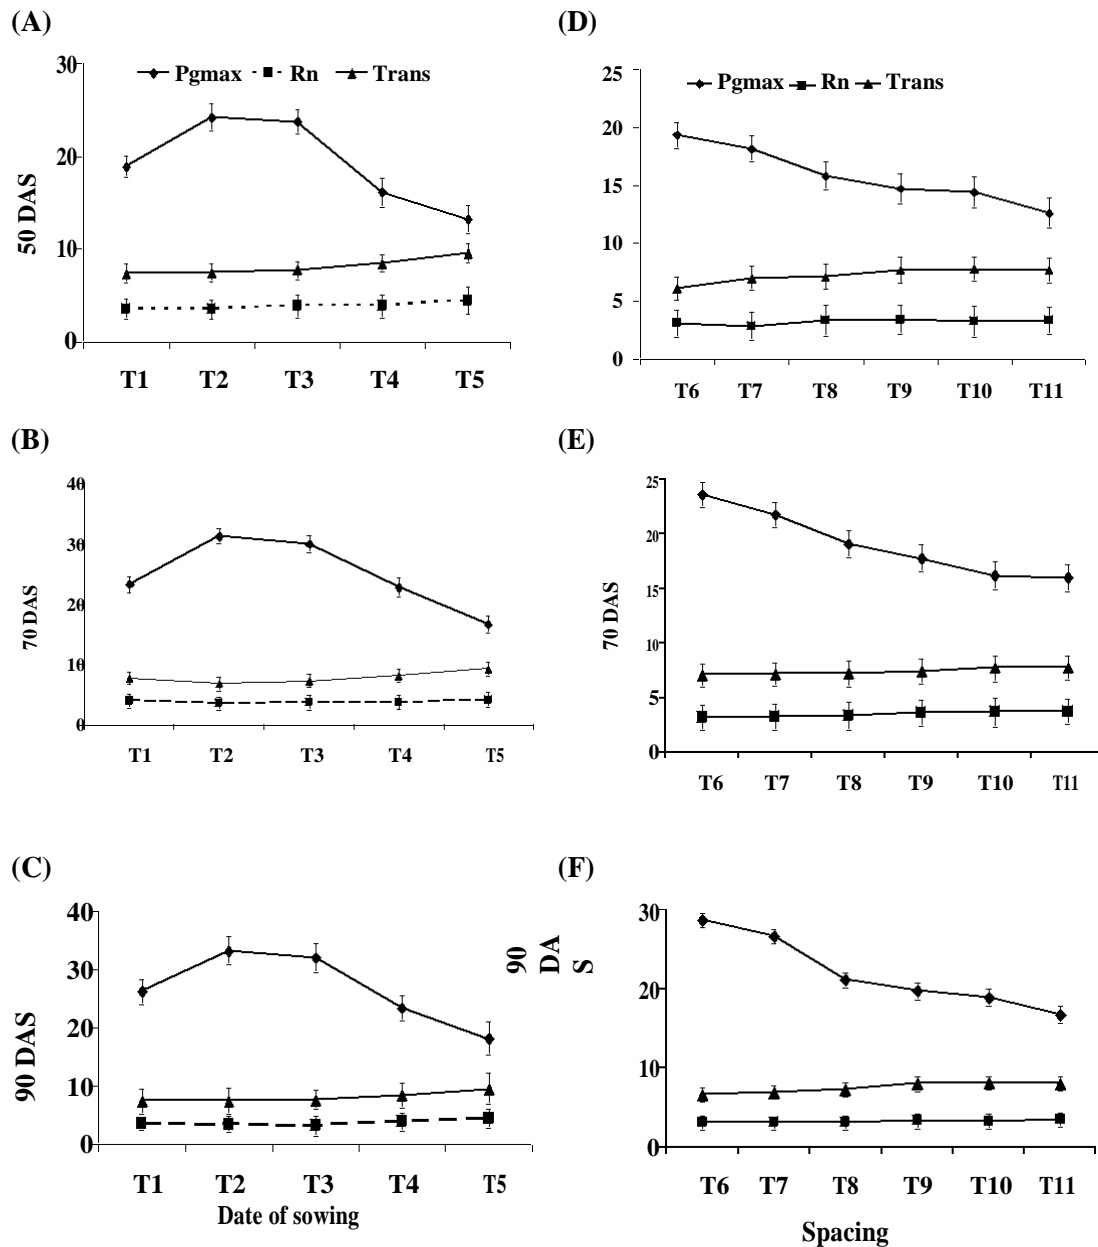 (A)
30
Pgmax Rn Trans
20
50 DAS
10
0
T1 T2 T3 T4 T5
(D)
25
Pgmax Rn Trans
20
15
10
5
0
T6 T7 T8 T9 T10 T11
(B)
40
30
70 DAS
20
10
0
T1 T2 T3 T4 T5
(E)
25
20
70 DAS
15
10
5
0
T6 T7 T8 T9 T10 T11
(C)
40
30
90 DAS
20
10
0
T1 T2 T3 T4 T5
Date of sowing
(F)
90
DA
S
30
20
10
0
T6 T7 T8 T9 T10 T11
Spacing